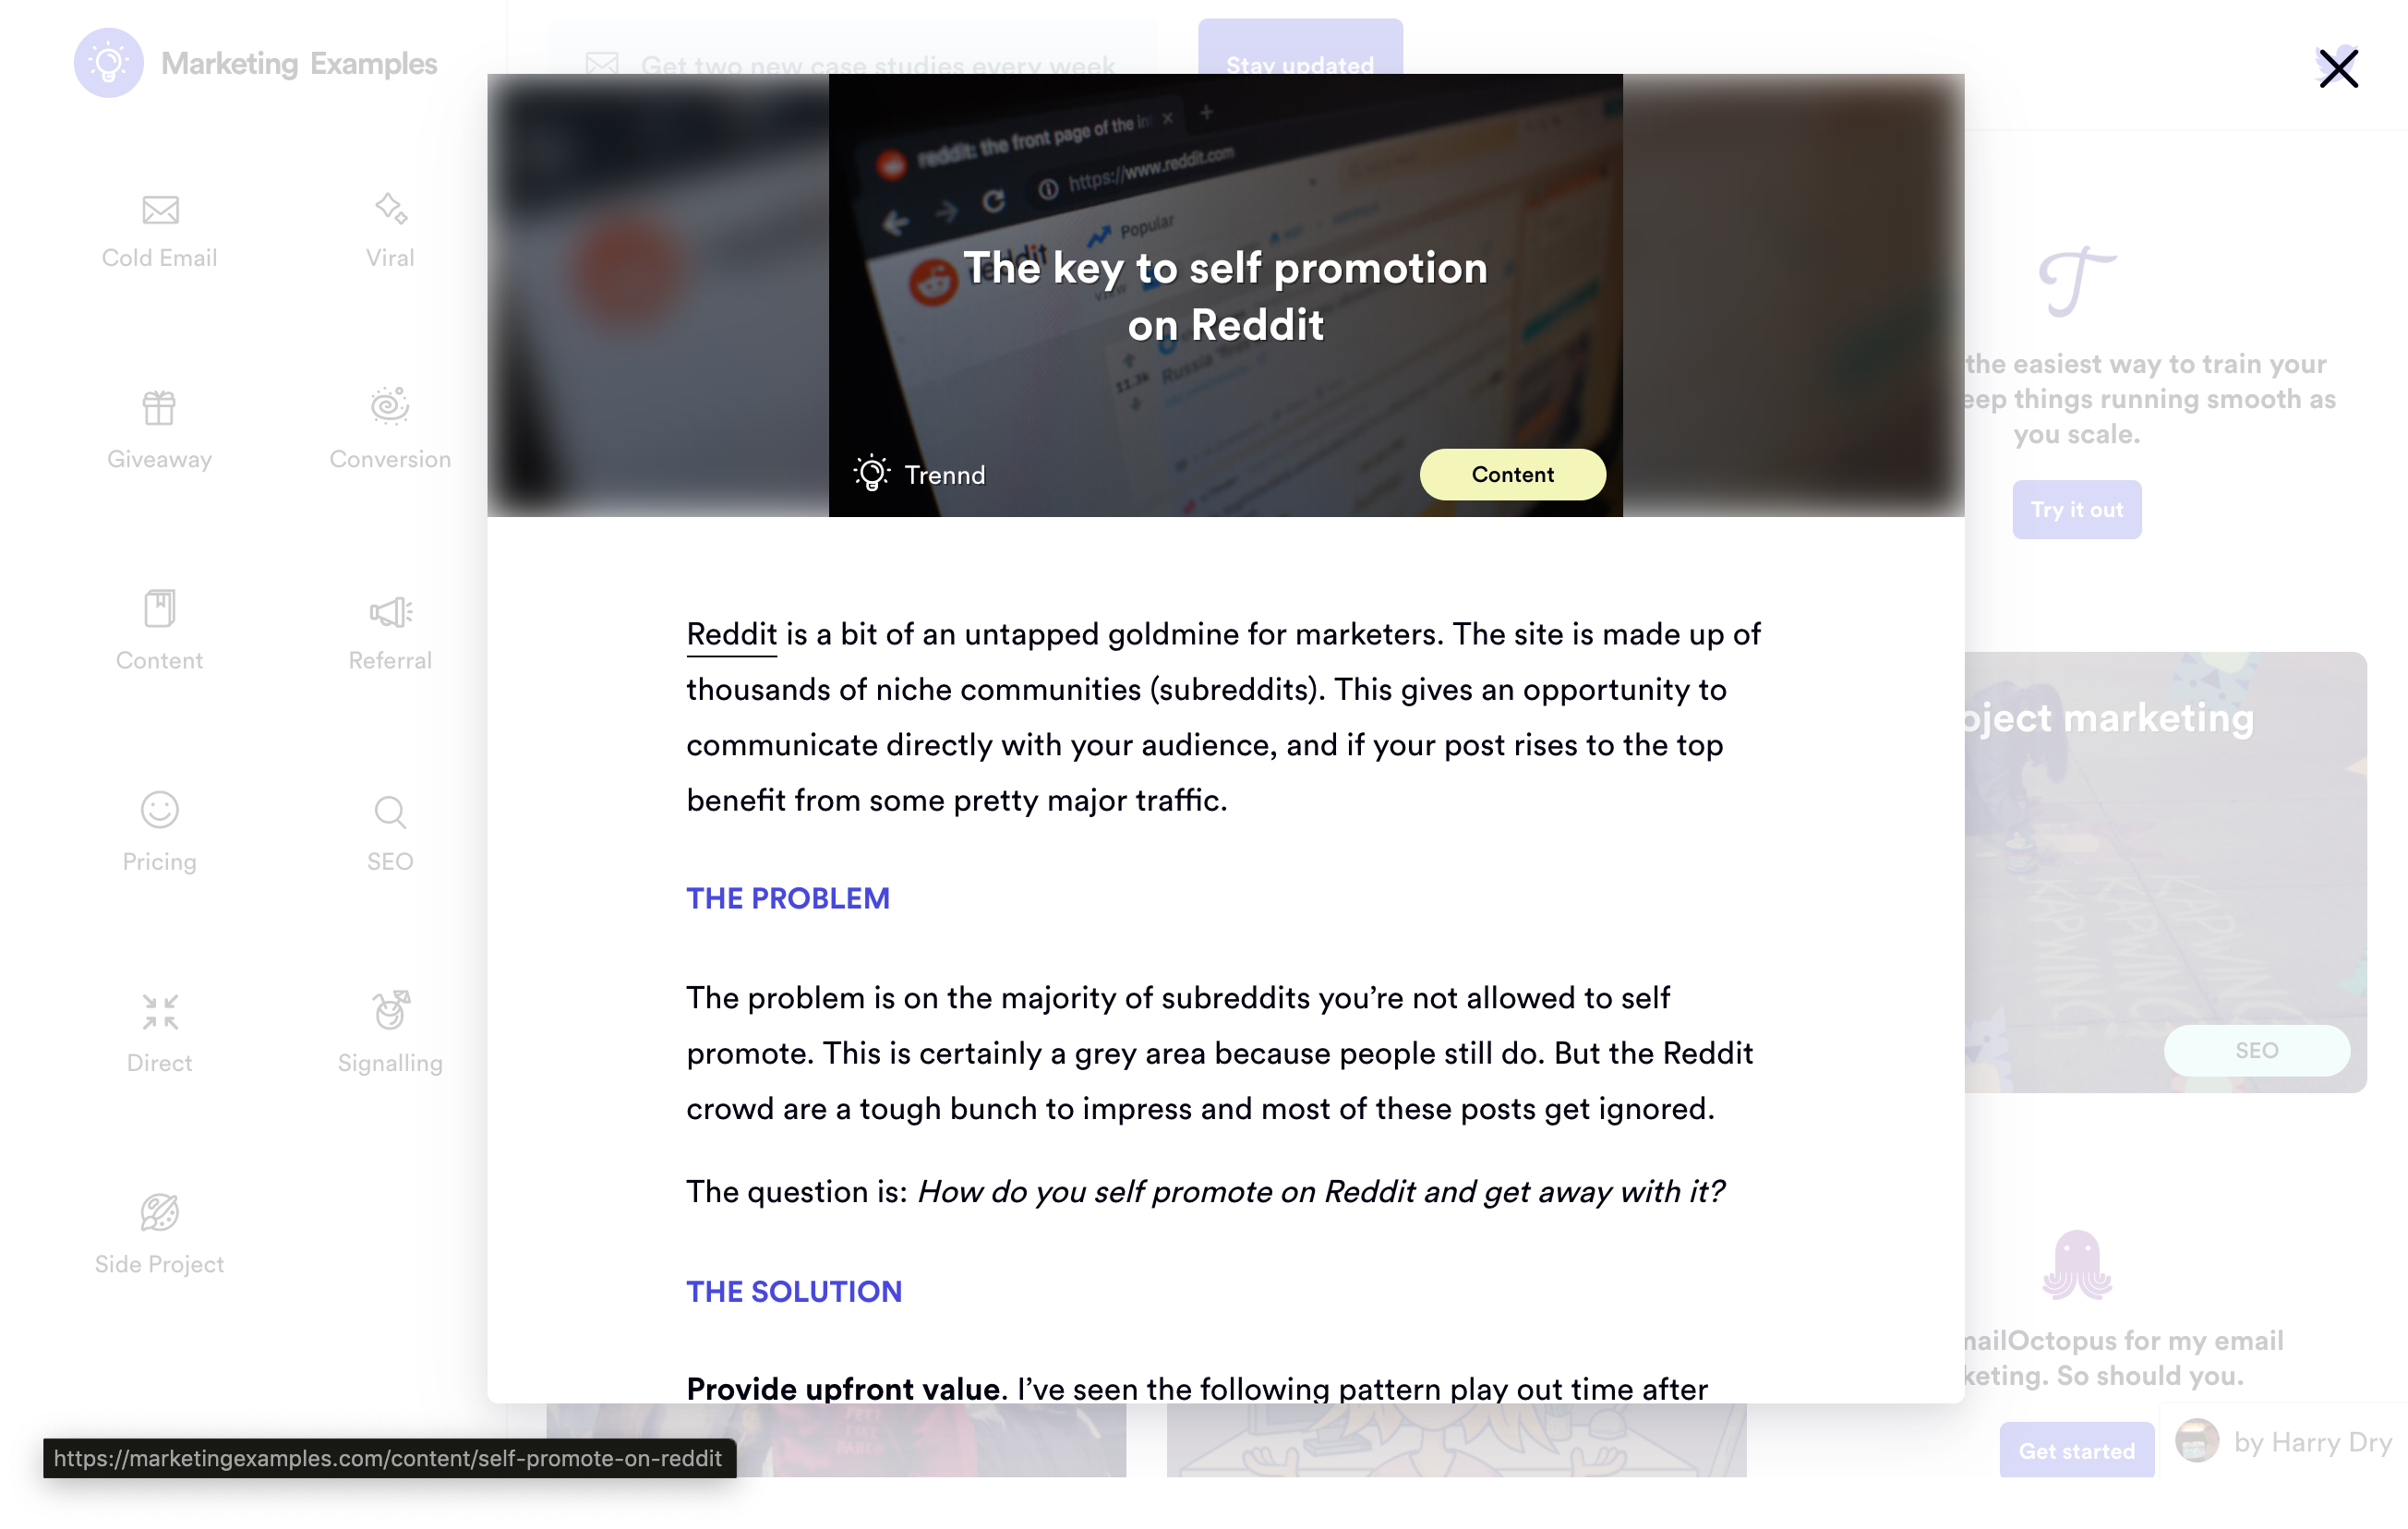 Marketing Examples
Get two new case studies every week
Stay updated
Cold Email
Viral
Giveaway
Conversion
Content
Referral
Pricing
SEO
Direct
Signalling
Side Project
reddit: the front page of the in
https://www.reddit.com
Popular
reddit
VIEW
11.3k
Russia
The key to self promotion
on Reddit
Trennd
Content
Reddit is a bit of an untapped goldmine for marketers. The site is made up of
thousands of niche communities (subreddits). This gives an opportunity to
communicate directly with your audience, and if your post rises to the top
benefit from some pretty major traffic.
THE PROBLEM
The problem is on the majority of subreddits you’re not allowed to self
promote. This is certainly a grey area because people still do. But the Reddit
crowd are a tough bunch to impress and most of these posts get ignored.
The question is: How do you self promote on Reddit and get away with it?
THE SOLUTION
Provide upfront value. I’ve seen the following pattern play out time after
the easiest way to train your
eep things running smooth as
you scale.
Try it out
oject marketing
KAPWING
KAPWING
KAPWING
SEO
mailOctopus for my email
keting. So should you.
Get started
by Harry Dry
https://marketingexamples.com/content/self-promote-on-reddit